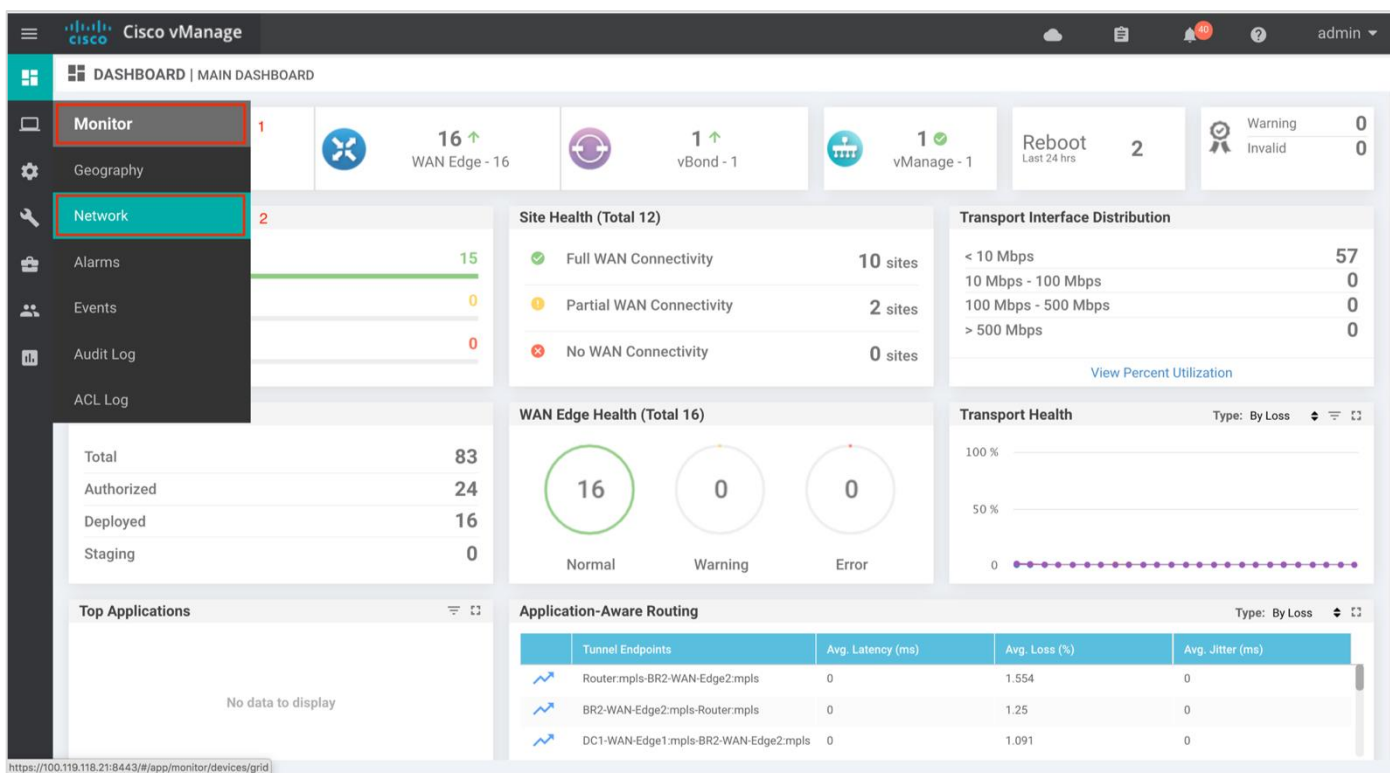 cisco Cisco vManage 40 admin
DASHBOARD | MAIN DASHBOARD
Monitor 1
Geography
Network 2
Alarms
Events
Audit Log
ACL Log
16
WAN Edge - 16
1
vBond - 1
1
vManage - 1
Reboot
Last 24 hrs
2
Warning 0
Invalid 0
15
0
0
Site Health (Total 12)
Full WAN Connectivity 10 sites
Partial WAN Connectivity 2 sites
No WAN Connectivity 0 sites
Transport Interface Distribution
< 10 Mbps 57
10 Mbps - 100 Mbps 0
100 Mbps - 500 Mbps 0
> 500 Mbps 0
View Percent Utilization
Total 83
Authorized 24
Deployed 16
Staging 0
WAN Edge Health (Total 16)
16 0 0
Normal Warning Error
Transport Health Type: By Loss
100 %
50 %
0
Top Applications
No data to display
Application-Aware Routing Type: By Loss
Tunnel Endpoints Avg. Latency (ms) Avg. Loss (%) Avg. Jitter (ms)
Router:mpls-BR2-WAN-Edge2:mpls 0 1.554 0
BR2-WAN-Edge2:mpls-Router:mpls 0 1.25 0
DC1-WAN-Edge1:mpls-BR2-WAN-Edge2:mpls 0 1.091 0
https://100.119.118.21:8443/#/app/monitor/devices/grid